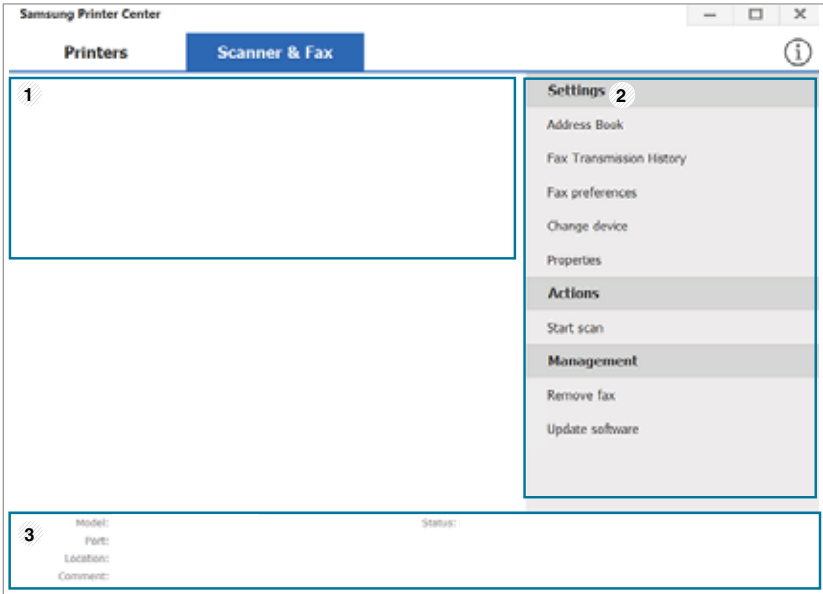 Samsung Printer Center
Printers
Scanner & Fax
1
Settings 2
Address Book
Fax Transmission History
Fax preferences
Change device
Properties
Actions
Start scan
Management
Remove fax
Update software
3
Model:
Status:
Port:
Location:
Comment: